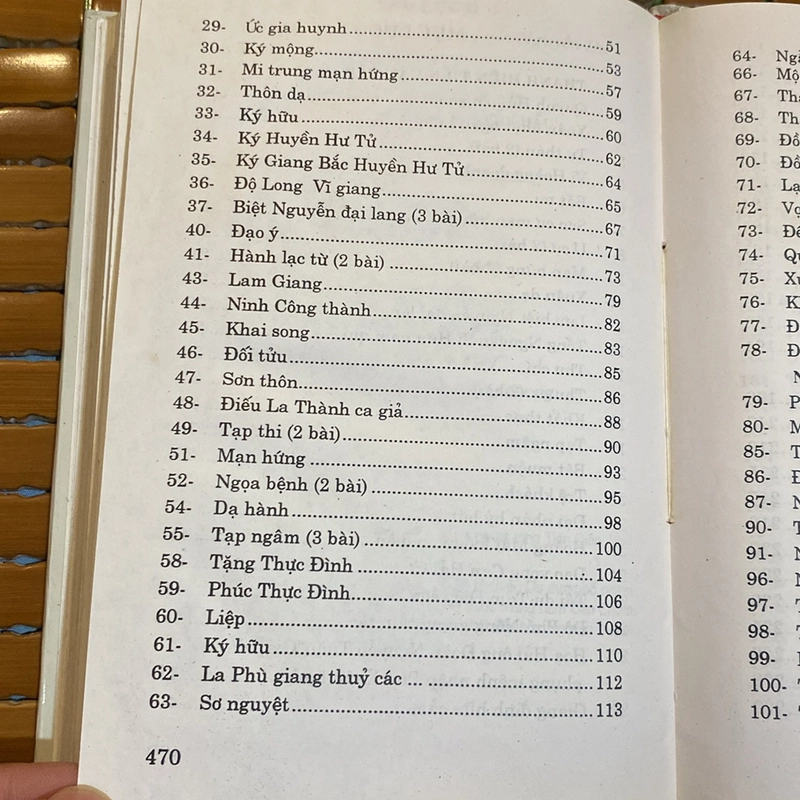 29- Ức gia huynh............................................51
30- Ký mộng............................................53
31- Mi trung mạn hứng............................................57
32- Thôn dạ............................................59
33- Ký hữu............................................60
34- Ký Huyền Hư Tử............................................62
35- Ký Giang Bắc Huyền Hư Tử............................................64
36- Độ Long Vĩ giang............................................65
37- Biệt Nguyễn đại lang (3 bài)............................................67
40- Đạo ý............................................71
41- Hành lạc từ (2 bài)............................................73
43- Lam Giang............................................79
44- Ninh Công thành............................................82
45- Khai song............................................83
46- Đối tửu............................................85
47- Sơn thôn............................................86
48- Điếu La Thành ca giả............................................88
49- Tạp thi (2 bài)............................................90
51- Mạn hứng............................................93
52- Ngọa bệnh (2 bài)............................................95
54- Dạ hành............................................98
55- Tạp ngâm (3 bài)............................................100
58- Tặng Thực Đình............................................104
59- Phúc Thực Đình............................................106
60- Liệp............................................108
61- Ký hữu............................................110
62- La Phù giang thuỷ các ... ............................................112
63- Sơ nguyệt............................................113
470
64-
66-
67-
68-
69-
70-
71-
72-
73-
74-
75-
76-
77-
78-
79-
80-
85-
86-
87-
90-
91-
96-
97-
98-
99-
100-
101-